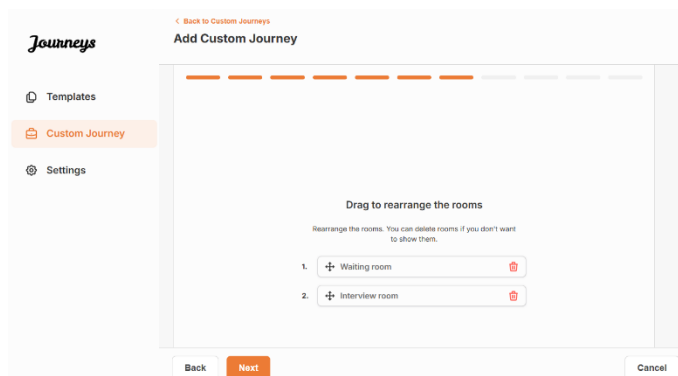 < Back to Custom Journeys
Journeys
Add Custom Journey
Templates
Custom Journey
Settings
Drag to rearrange the rooms
Rearrange the rooms. You can delete rooms if you don't want
to show them.
1. Waiting room
2. Interview room
Back Next Cancel